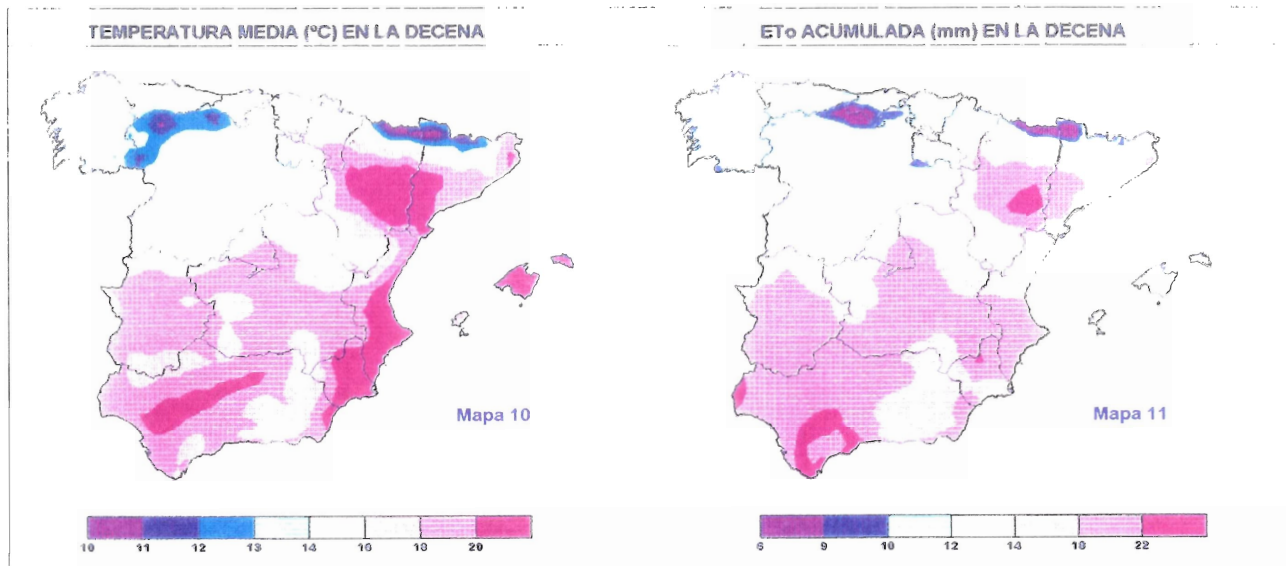 TEMPERATURA MEDIA (ºC) EN LA DECENA
Mapa 10
10 11 12 13 14 16 18 20
ETo ACUMULADA (mm) EN LA DECENA
Mapa 11
6 9 10 12 14 18 22